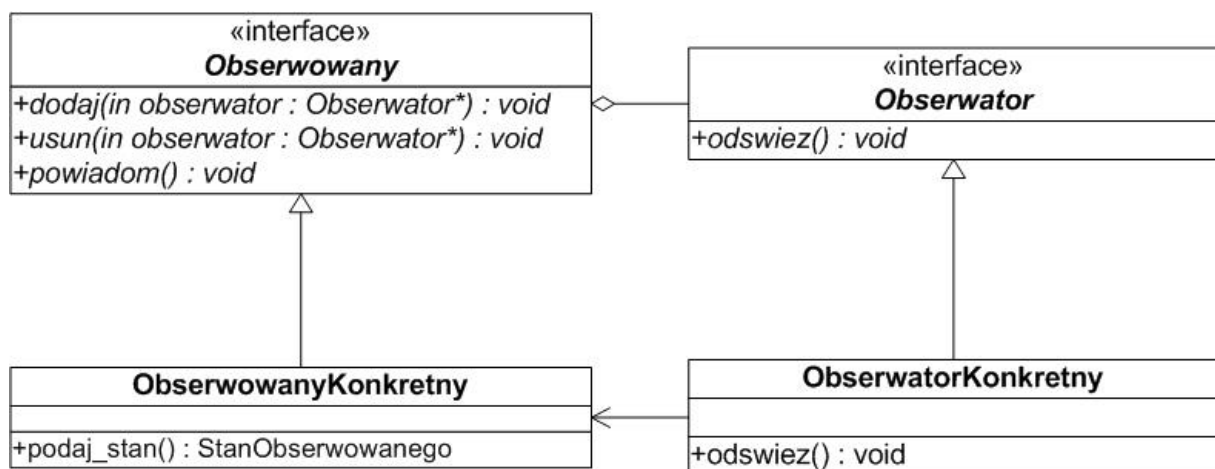 «interface»
Obserwowany
+dodaj(in obserwator : Obserwator*) : void
+usun(in obserwator : Obserwator*) : void
+powiadom() : void
«interface»
Obserwator
+odswiez() : void
ObserwowanyKonkretny
+podaj_stan() : StanObserwowanego
ObserwatorKonkretny
+odswiez() : void